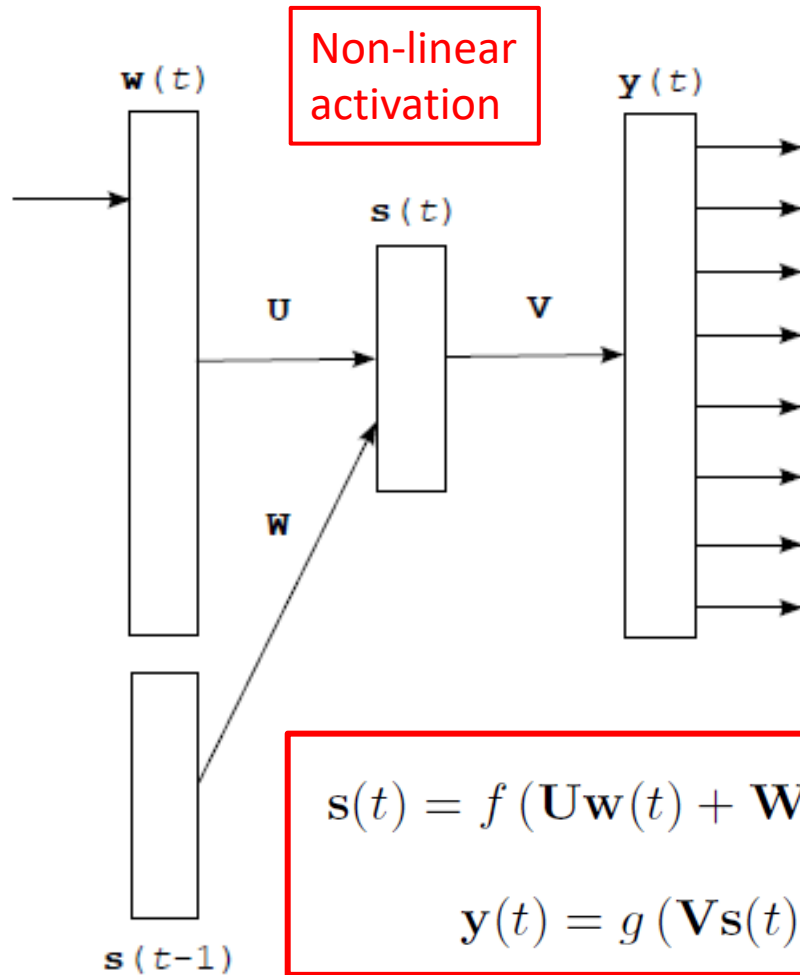 Non-linear
activation
w(t)
y(t)
s(t)
U
V
W
s(t) = f (Uw(t) + W
y(t) = g (Vs(t)
s(t-1)